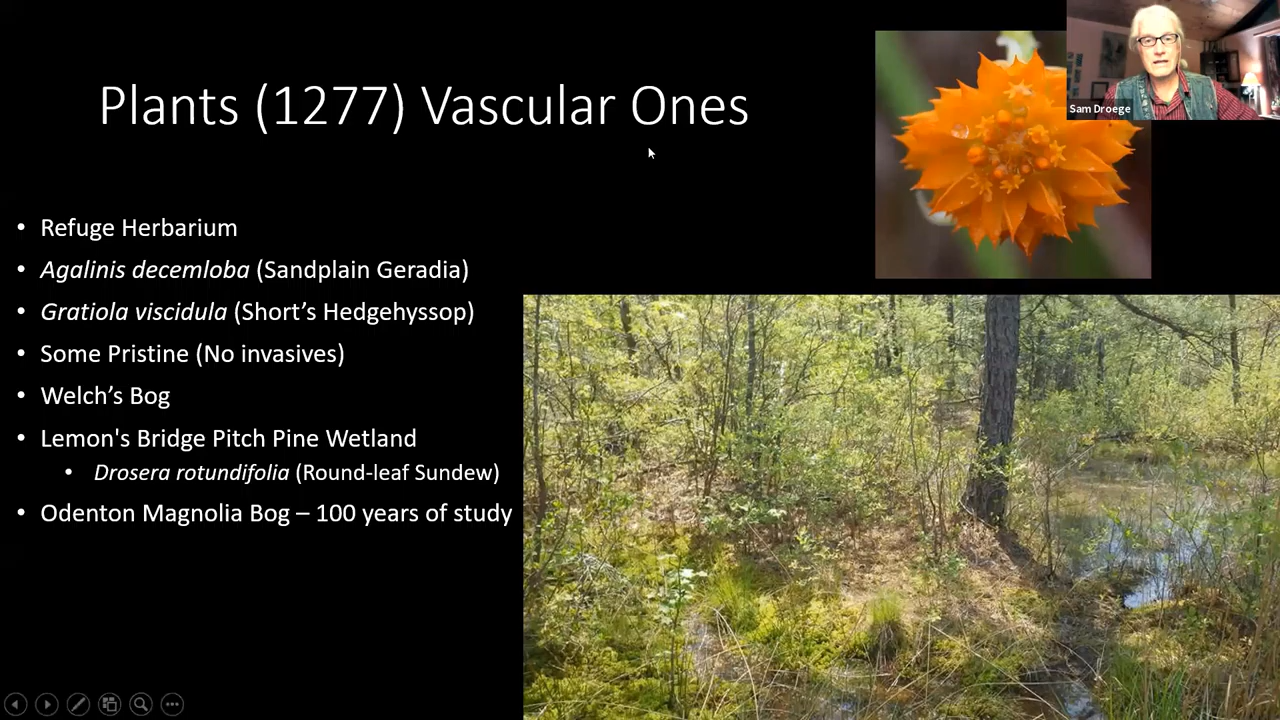 Plants (1277) Vascular Ones
Sam Droege
• Refuge Herbarium
• Agalinis decemloba (Sandplain Geradia)
• Gratiola viscidula (Short’s Hedgehyssop)
• Some Pristine (No invasives)
• Welch’s Bog
• Lemon's Bridge Pitch Pine Wetland
• Drosera rotundifolia (Round-leaf Sundew)
• Odenton Magnolia Bog – 100 years of study